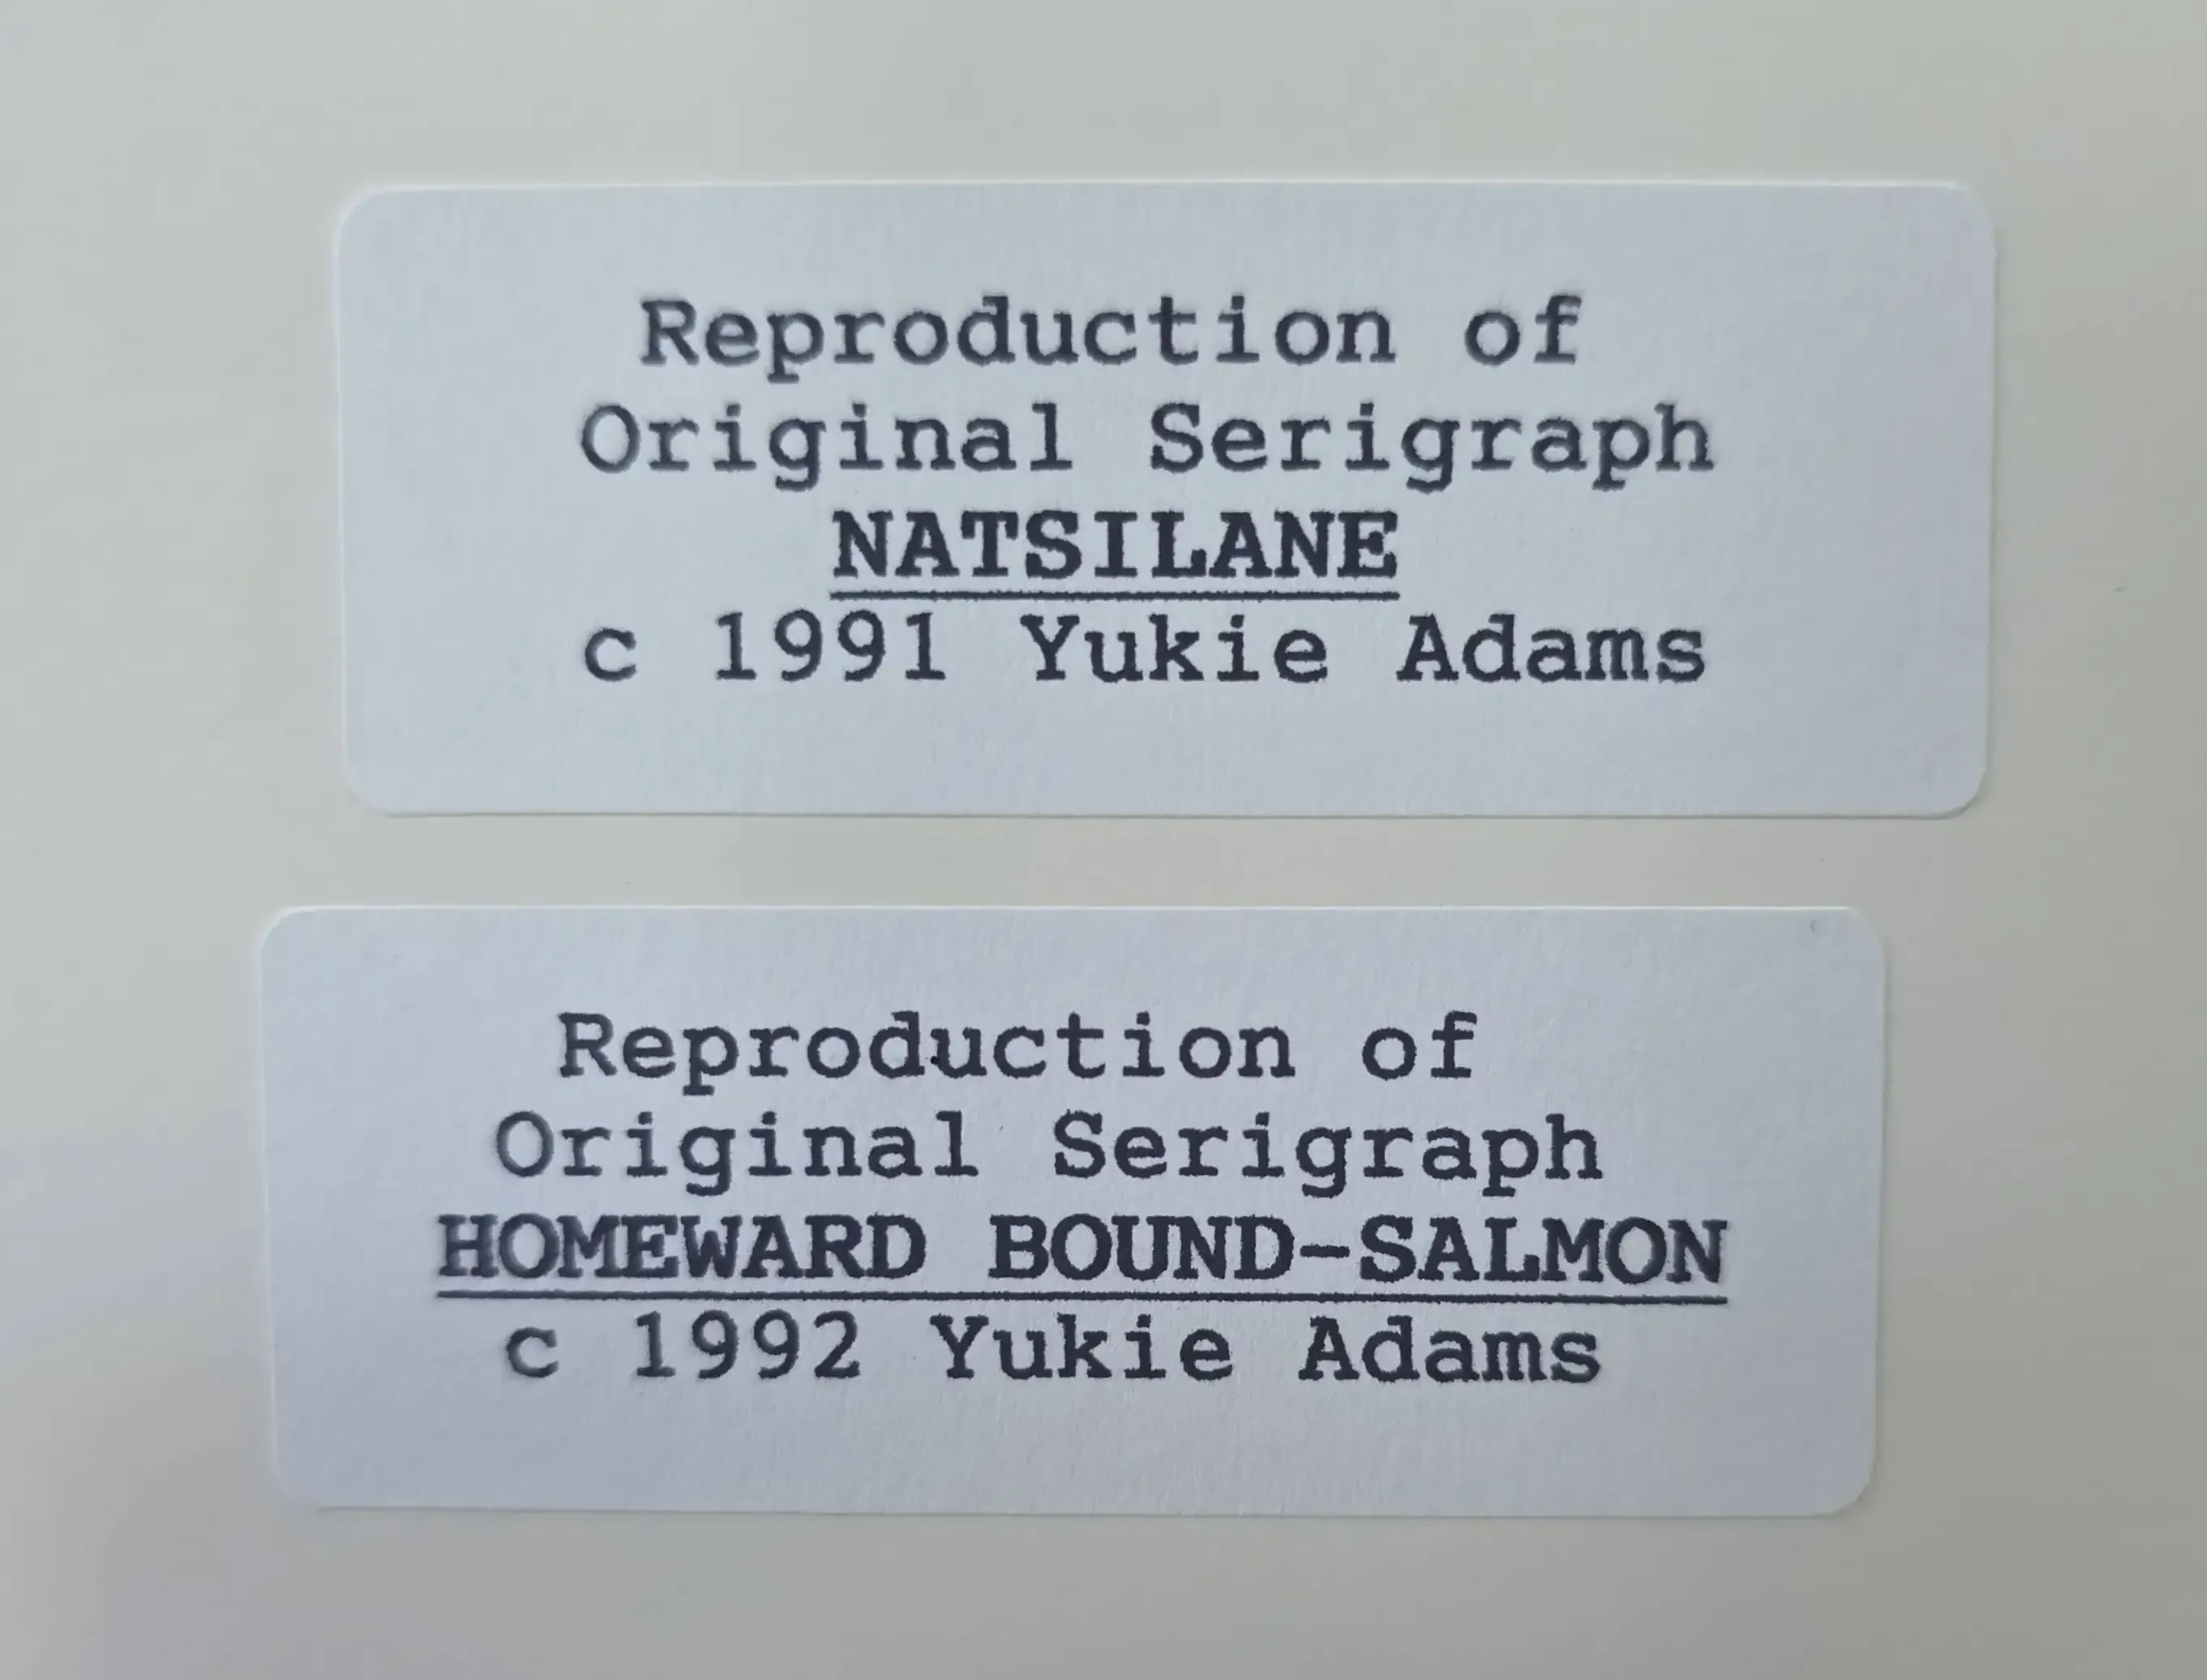 Reproduction of
Original Serigraph
NATSILANE
c 1991 Yukie Adams
Reproduction of
Original Serigraph
HOMEWARD BOUND-SALMON
c 1992 Yukie Adams